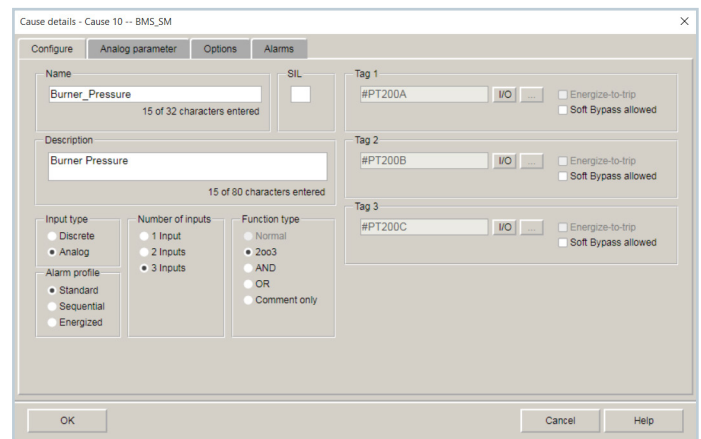 Cause details - Cause 10 -- BMS_SM
Configure
Analog parameter
Options
Alarms
Name
Burner_Pressure
15 of 32 characters entered
SIL
Description
Burner Pressure
15 of 80 characters entered
Input type
Discrete
Analog
Alarm profile
Standard
Sequential
Energized
Number of inputs
1 Input
2 Inputs
3 Inputs
Function type
Normal
2oo3
AND
OR
Comment only
Tag 1
#PT200A
I/O
...
Energize-to-trip
Soft Bypass allowed
Tag 2
#PT200B
I/O
...
Energize-to-trip
Soft Bypass allowed
Tag 3
#PT200C
I/O
...
Energize-to-trip
Soft Bypass allowed
OK
Cancel
Help